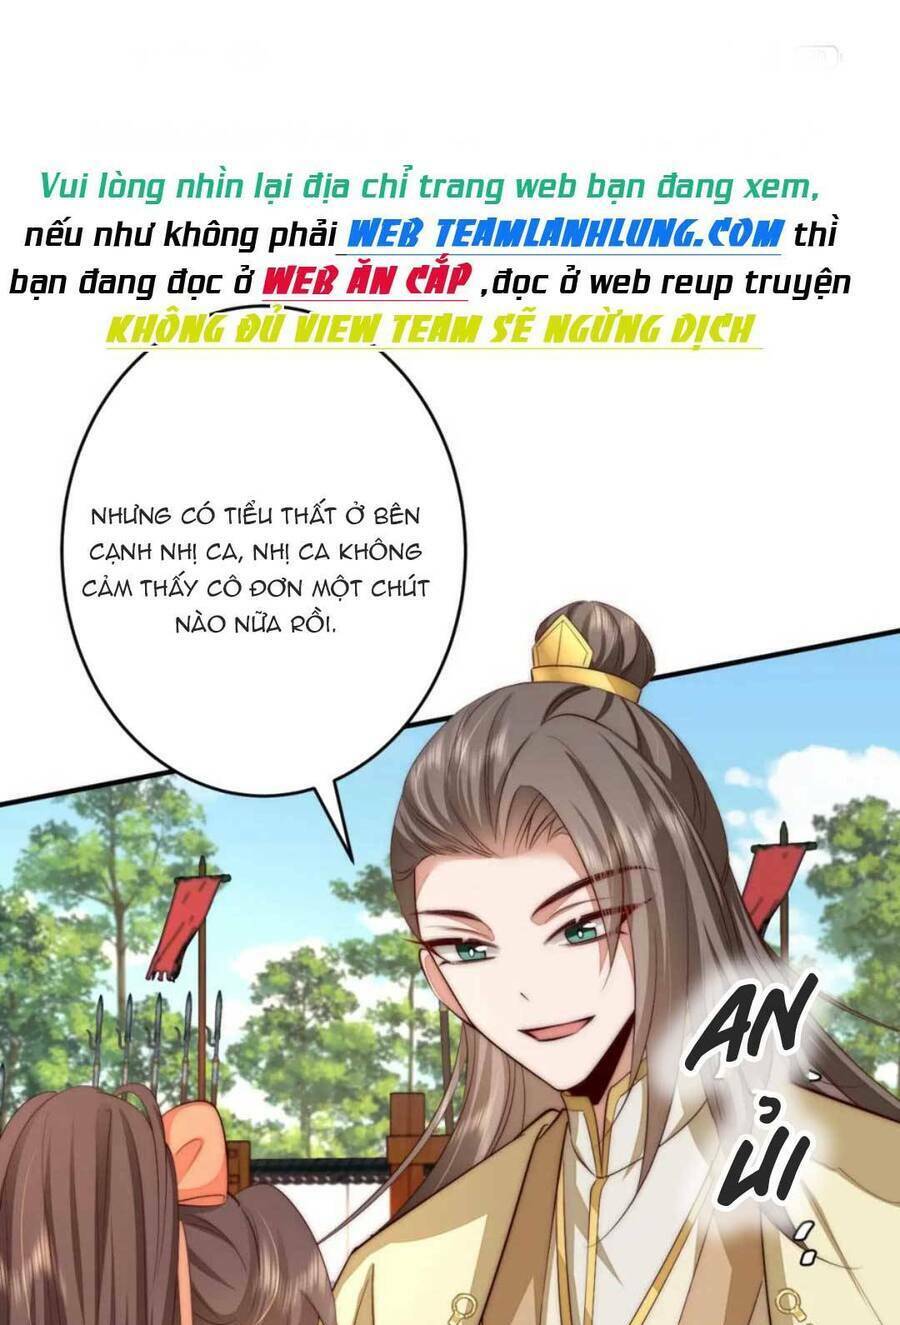 Vui lòng nhìn lại địa chỉ trang web bạn đang xem,
nếu như không phải WEB TEAMLANHLUNG.COM thì
bạn đang đọc ở WEB ĂN CẮP ,đọc ở web reup truyện
KHÔNG ĐỦ VIEW TEAM SẼ NGỪNG DỊCH
NHƯNG CÓ TIỂU THẤT Ở BÊN
CẠNH NHỊ CA, NHỊ CA KHÔNG
CẢM THẤY CÔ ĐƠN MỘT CHÚT
NÀO NỮA RỒI.
AN
ỦI